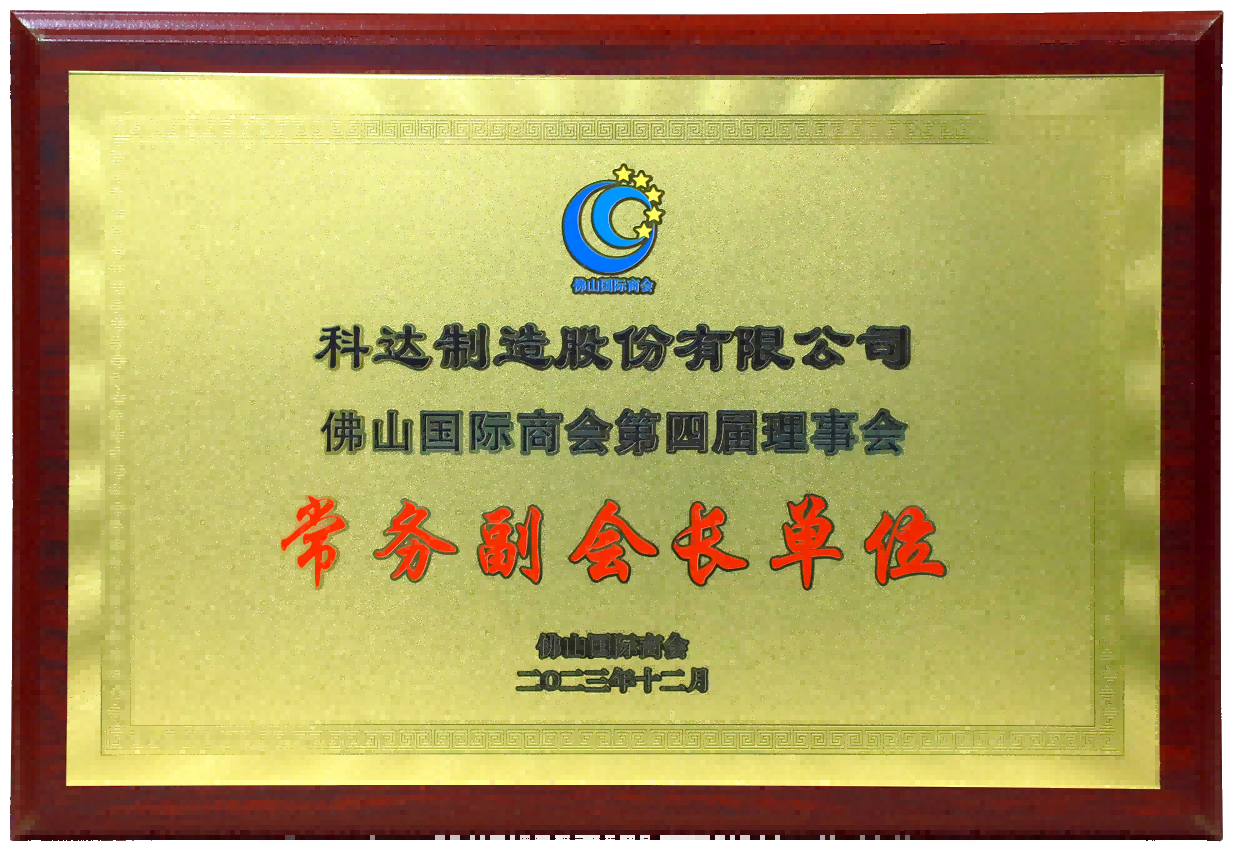 佛山国际商会
科达制造股份有限公司
佛山国际商会第四届理事会
常务副会长单位
佛山国际商会
二〇二三年十二月